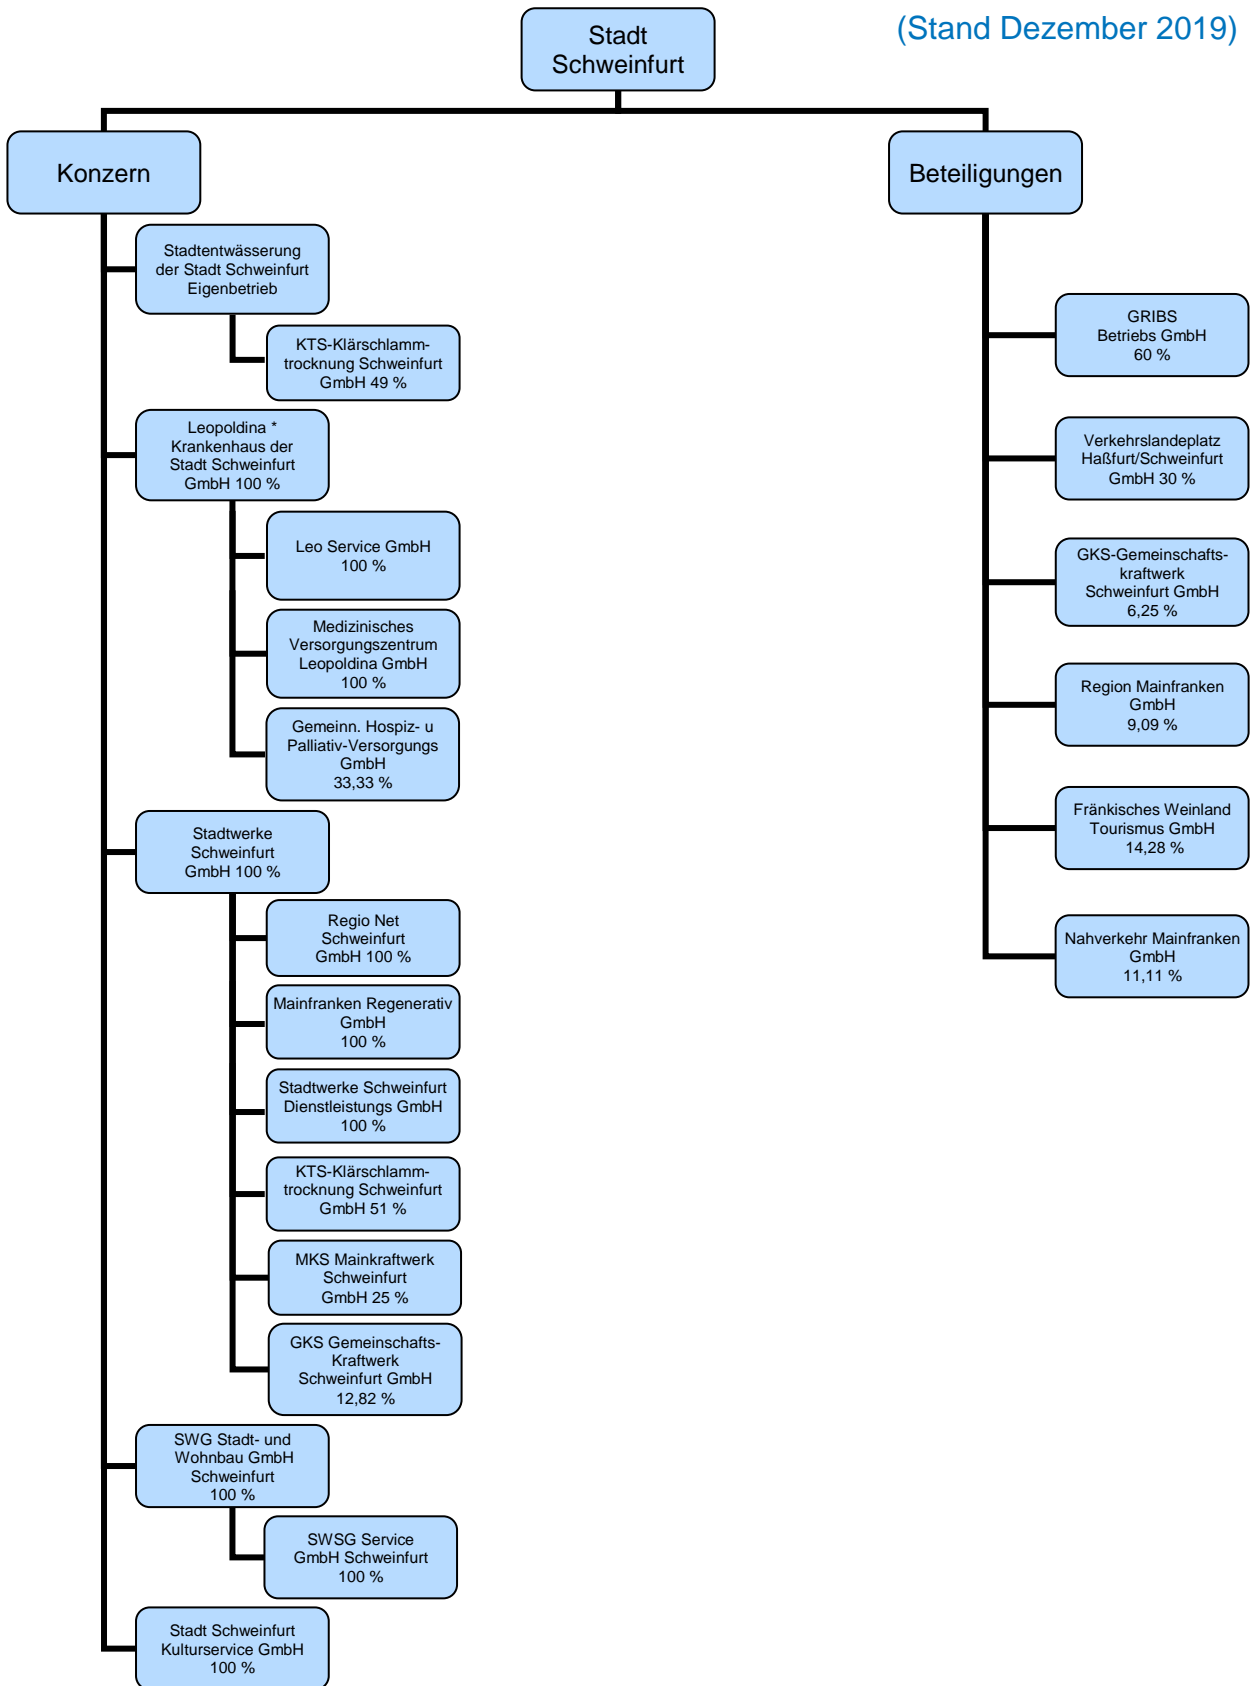 (Stand Dezember 2019)
Stadt
Schweinfurt
Konzern
Stadtentwässerung
der Stadt Schweinfurt
Eigenbetrieb
KTS-Klärschlamm-
trocknung Schweinfurt
GmbH 49 %
Leopoldina *
Krankenhaus der
Stadt Schweinfurt
GmbH 100 %
Leo Service GmbH
100 %
Medizinisches
Versorgungszentrum
Leopoldina GmbH
100 %
Gemeinn. Hospiz- u
Palliativ-Versorgungs
GmbH
33,33 %
Stadtwerke
Schweinfurt
GmbH 100 %
Regio Net
Schweinfurt
GmbH 100 %
Mainfranken Regenerativ
GmbH
100 %
Stadtwerke Schweinfurt
Dienstleistungs GmbH
100 %
KTS-Klärschlamm-
trocknung Schweinfurt
GmbH 51 %
MKS Mainkraftwerk
Schweinfurt
GmbH 25 %
GKS Gemeinschafts-
Kraftwerk
Schweinfurt GmbH
12,82 %
SWG Stadt- und
Wohnbau GmbH
Schweinfurt
100 %
SWSG Service
GmbH Schweinfurt
100 %
Stadt Schweinfurt
Kulturservice GmbH
100 %
Beteiligungen
GRIBS
Betriebs GmbH
60 %
Verkehrslandeplatz
Haßfurt/Schweinfurt
GmbH 30 %
GKS-Gemeinschafts-
kraftwerk
Schweinfurt GmbH
6,25 %
Region Mainfranken
GmbH
9,09 %
Fränkisches Weinland
Tourismus GmbH
14,28 %
Nahverkehr Mainfranken
GmbH
11,11 %